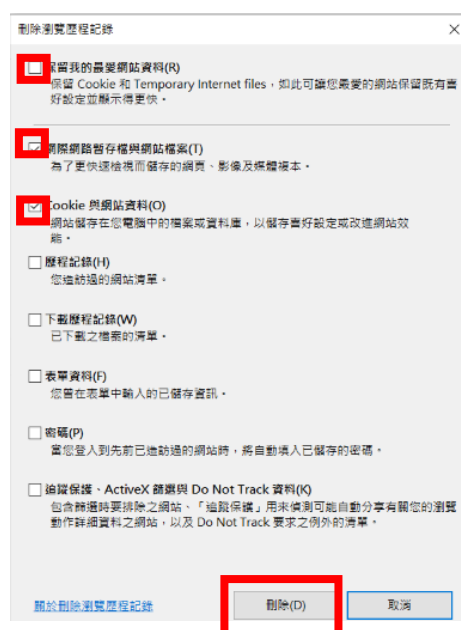 刪除瀏覽歷程記錄
保留我的最愛網站資料(R)
保留 Cookie 和 Temporary Internet files，如此可讓您最愛的網站保留既有喜
好設定並顯示得更快。
網際網路暫存檔與網站檔案(T)
為了更快速檢視而儲存的網頁、影像及媒體複本。
Cookie 與網站資料(O)
網站儲存在您電腦中的檔案或資料庫，以儲存喜好設定或改進網站效
能。
歷程記錄(H)
您造訪過的網站清單。
下載歷程記錄(W)
已下載之檔案的清單。
表單資料(F)
您曾在表單中輸入的已儲存資訊。
密碼(P)
當您登入到先前已造訪過的網站時，將自動填入已儲存的密碼。
追蹤保護、ActiveX 篩選與 Do Not Track 資料(K)
包含篩選時要排除之網站、「追蹤保護」用來偵測可能自動分享有關您的瀏覽
動作詳細資料之網站，以及 Do Not Track 要求之例外的清單。
關於刪除瀏覽歷程記錄
刪除(D)
取消